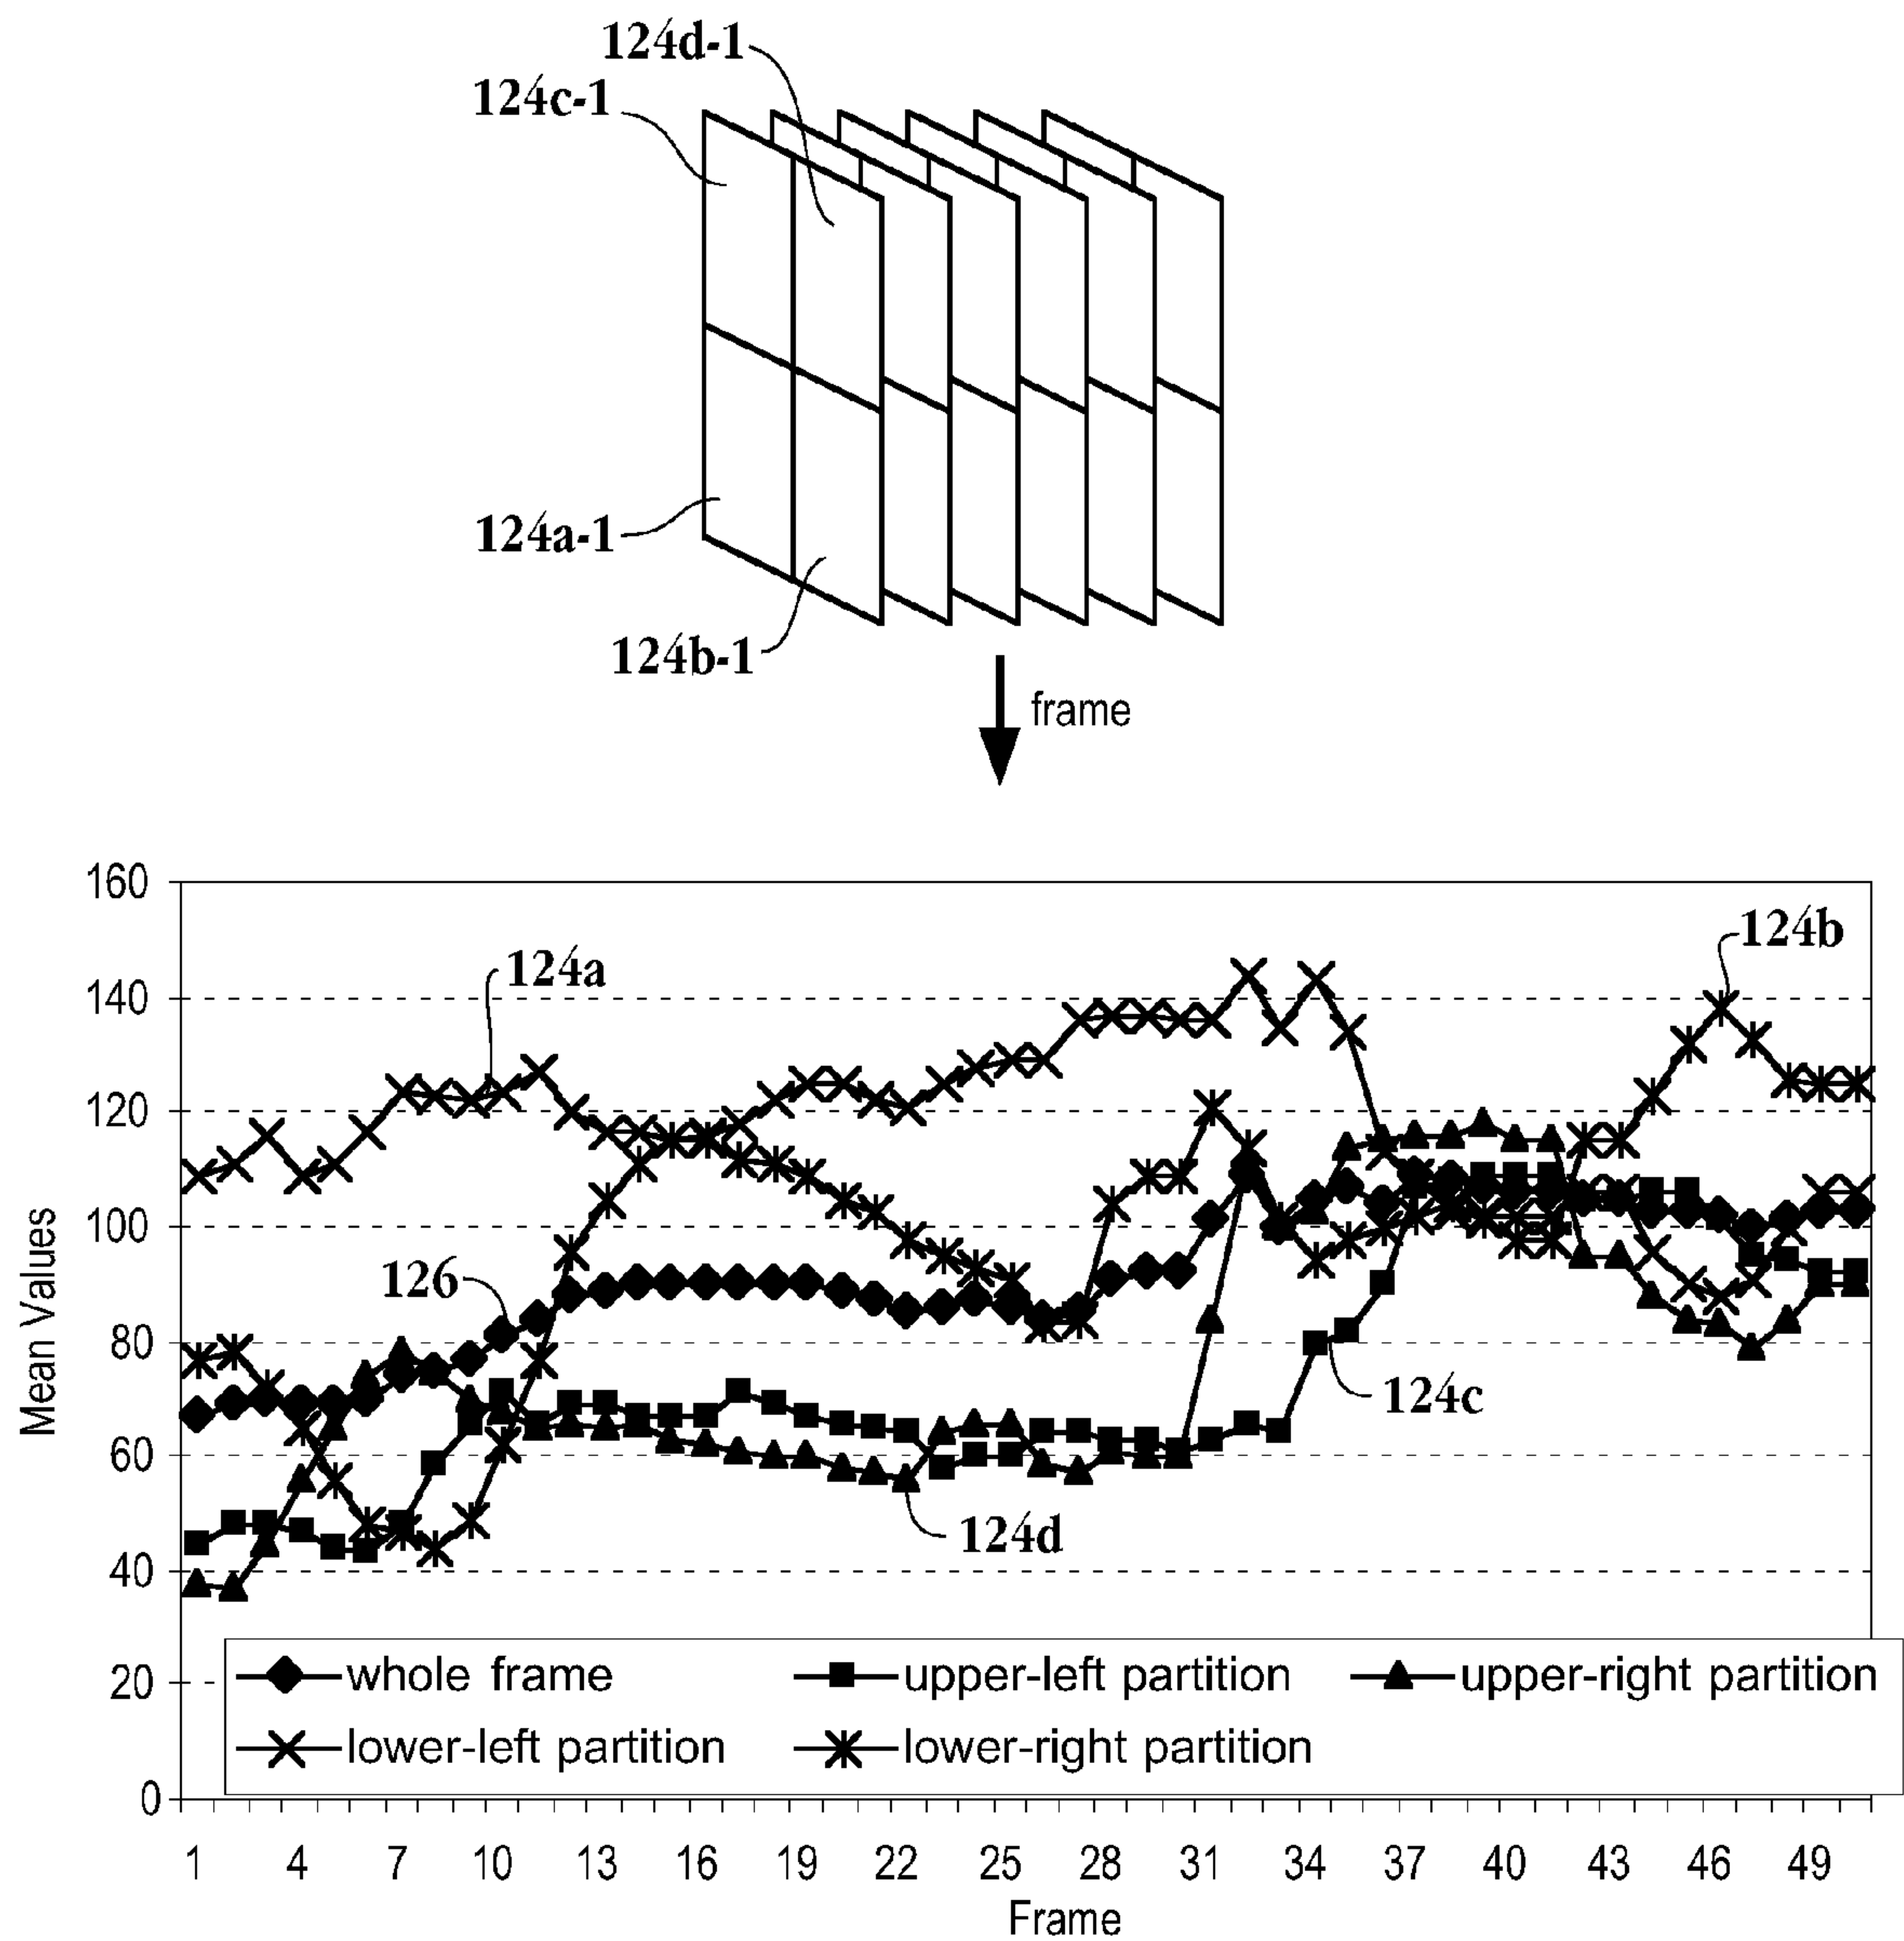 124d-1
124c-1
124a-1
124b-1
frame
160
140
120
100
80
60
40
20
0
Mean Values
124a
124b
126
124c
124d
whole frame
upper-left partition
upper-right partition
lower-left partition
lower-right partition
1 4 7 10 13 16 19 22 25 28 31 34 37 40 43 46 49
Frame